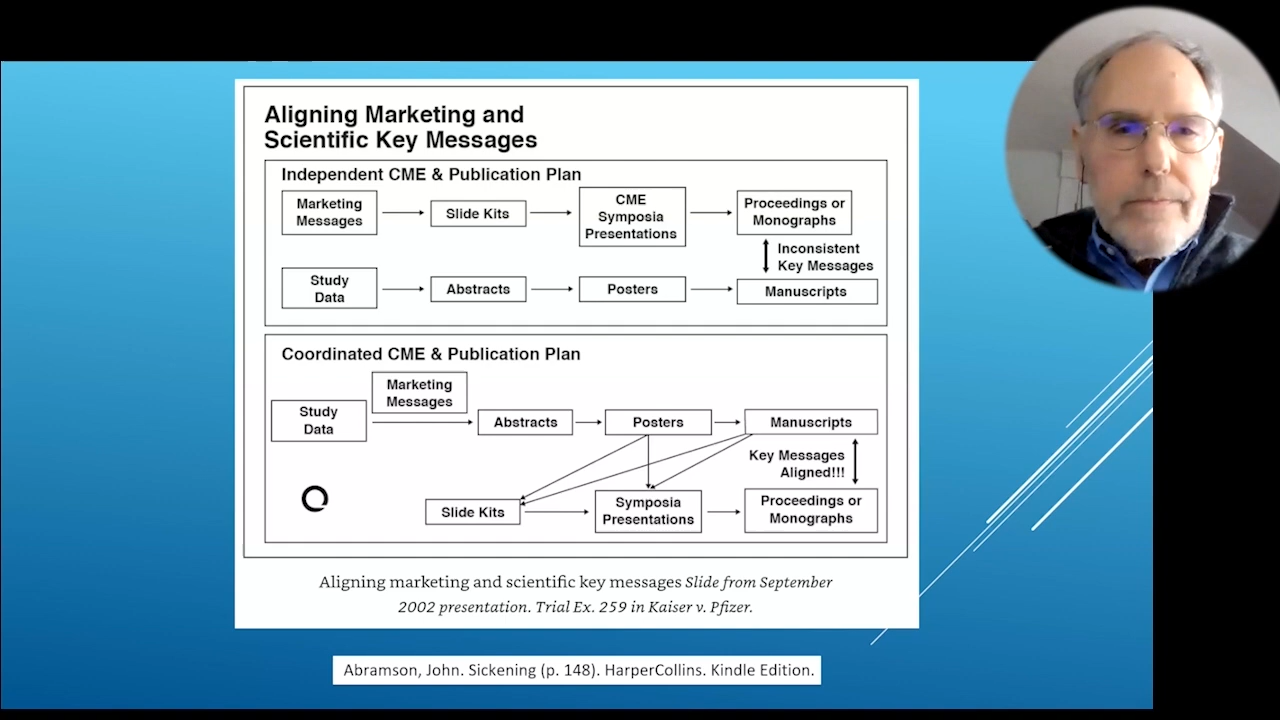 Aligning Marketing and
Scientific Key Messages
Independent CME & Publication Plan
Marketing
Messages
Slide Kits
CME
Symposia
Presentations
Proceedings or
Monographs
Inconsistent
Key Messages
Study
Data
Abstracts
Posters
Manuscripts
Coordinated CME & Publication Plan
Marketing
Messages
Study
Data
Abstracts
Posters
Manuscripts
Key Messages
Aligned!!!
Slide Kits
Symposia
Presentations
Proceedings or
Monographs
Aligning marketing and scientific key messages Slide from September
2002 presentation. Trial Ex. 259 in Kaiser v. Pfizer.
Abramson, John. Sickening (p. 148). HarperCollins. Kindle Edition.